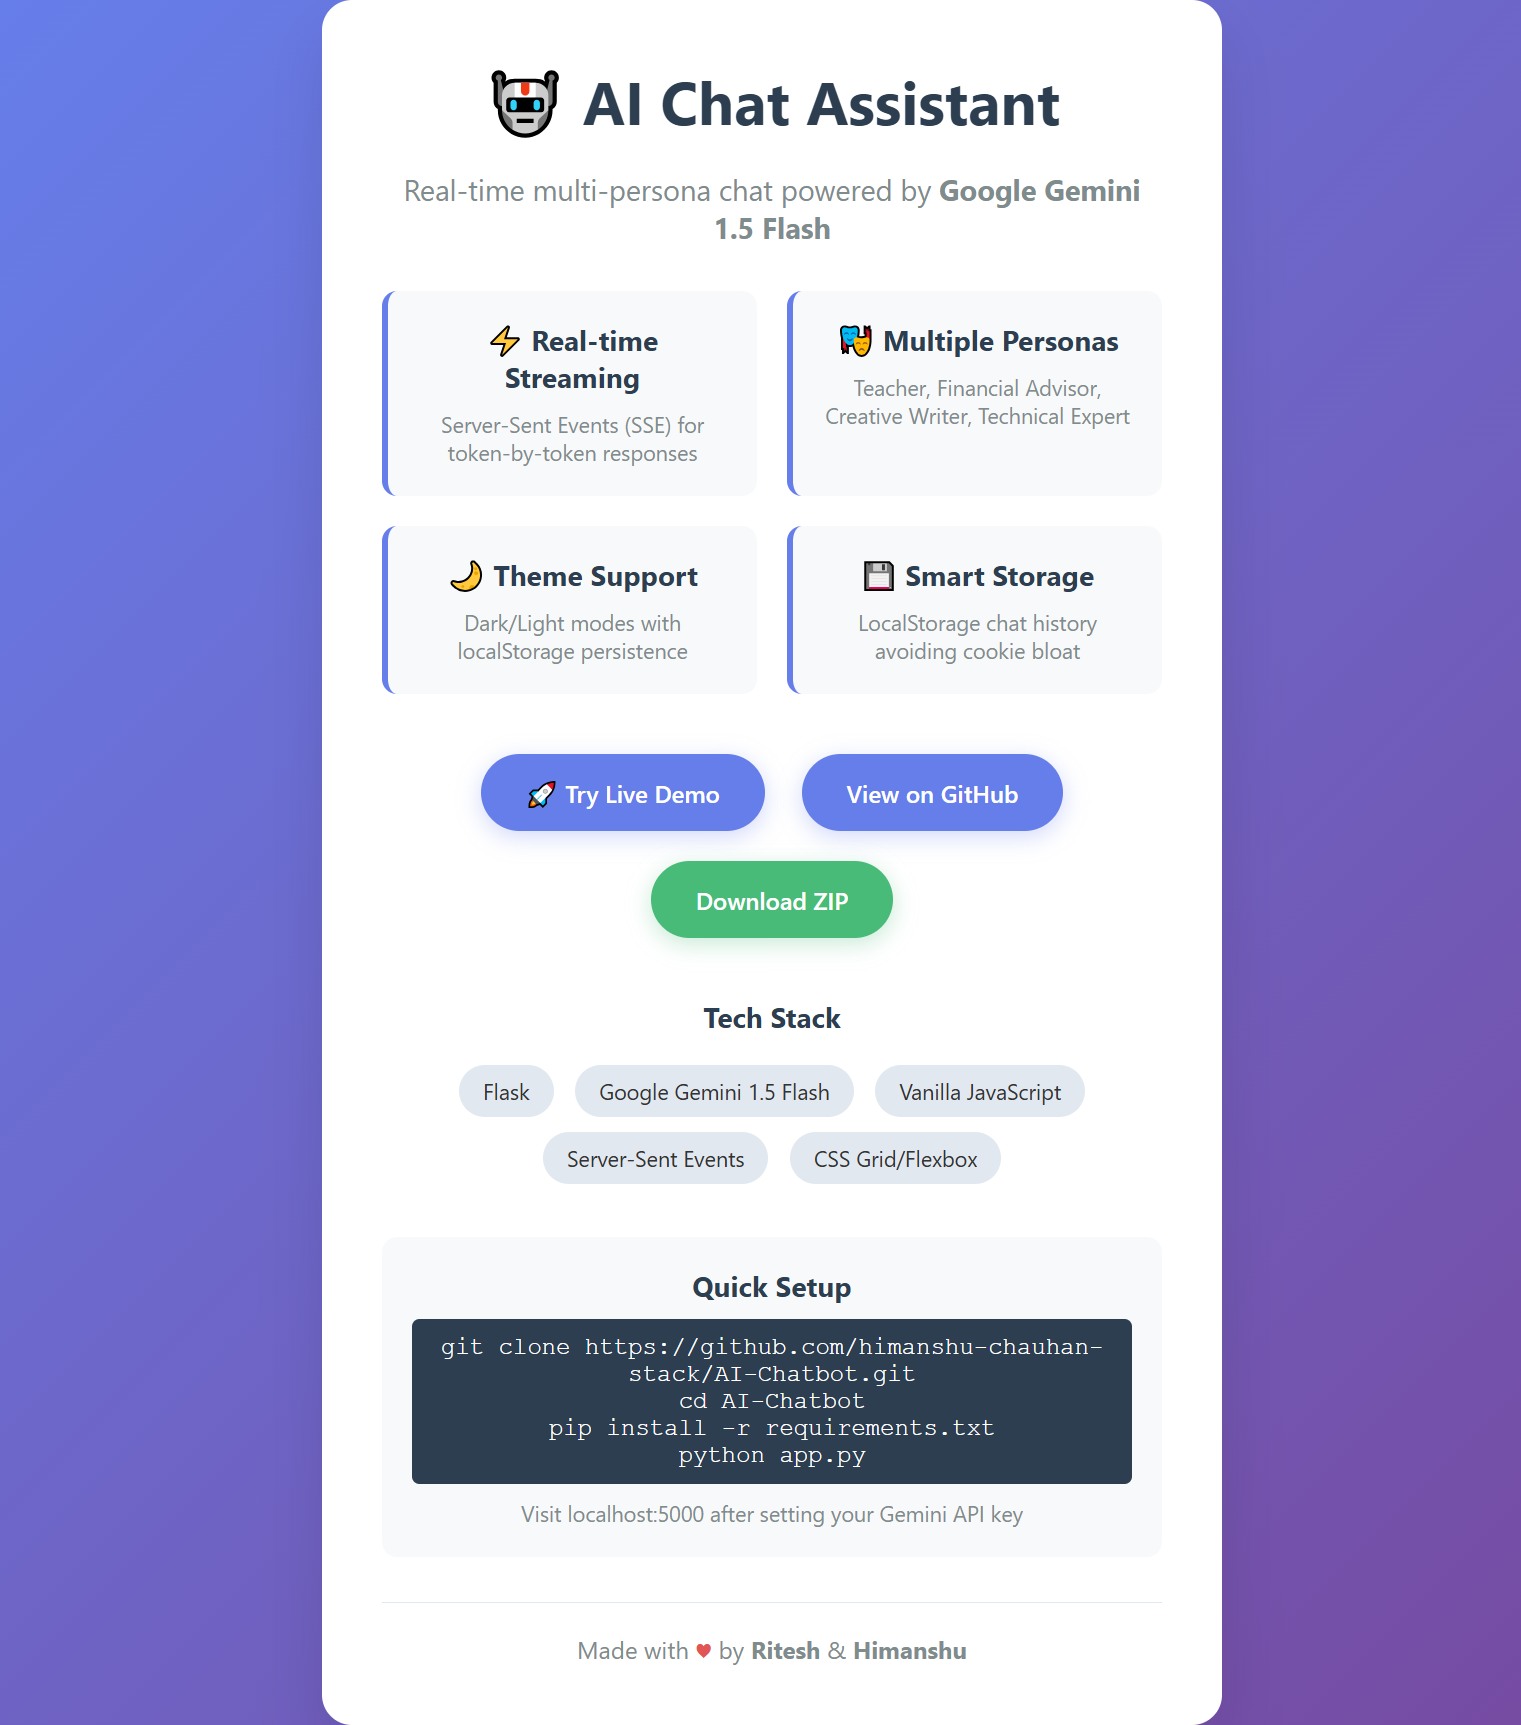 AI Chat Assistant
Real-time multi-persona chat powered by Google Gemini
1.5 Flash
⚡ Real-time
Streaming
Server-Sent Events (SSE) for
token-by-token responses
🎭 Multiple Personas
Teacher, Financial Advisor,
Creative Writer, Technical Expert
🌙 Theme Support
Dark/Light modes with
localStorage persistence
💾 Smart Storage
LocalStorage chat history
avoiding cookie bloat
🚀 Try Live Demo
View on GitHub
Download ZIP
Tech Stack
Flask
Google Gemini 1.5 Flash
Vanilla JavaScript
Server-Sent Events
CSS Grid/Flexbox
Quick Setup
git clone https://github.com/himanshu-chauhan-
stack/AI-Chatbot.git
cd AI-Chatbot
pip install -r requirements.txt
python app.py
Visit localhost:5000 after setting your Gemini API key
Made with ♥ by Ritesh & Himanshu